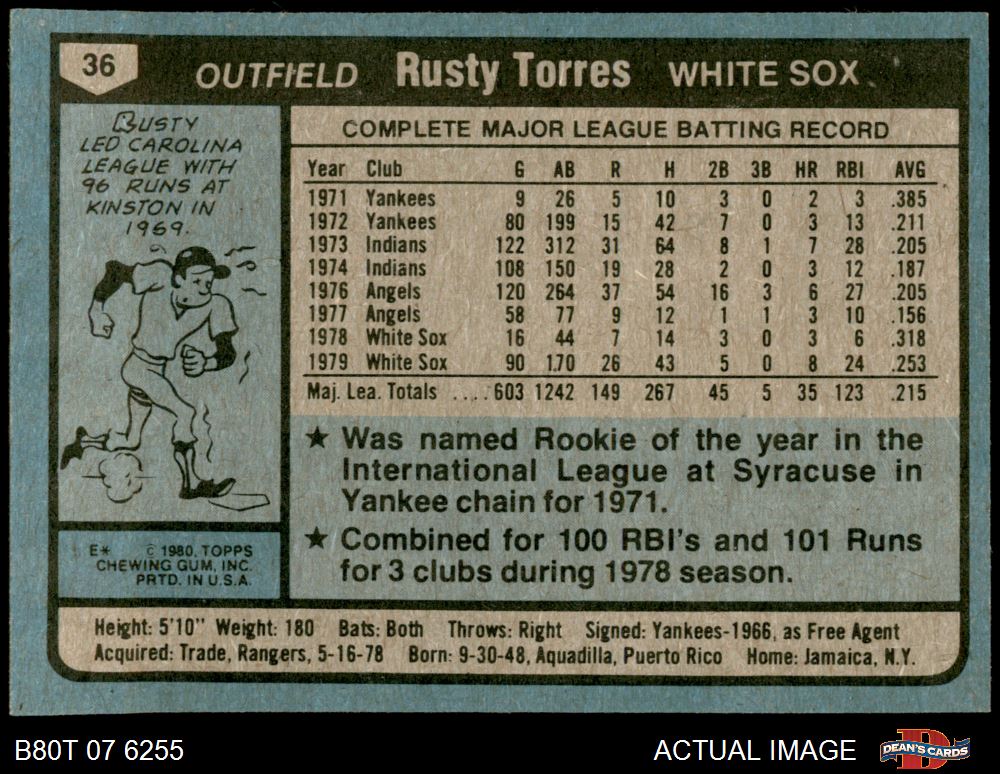 36 OUTFIELD Rusty Torres WHITE SOX
RUSTY
LED CAROLINA
LEAGUE WITH
96 RUNS AT
KINSTON IN
1969.
E* © 1980, TOPPS
CHEWING GUM, INC.
PRTD. IN U.S.A.
COMPLETE MAJOR LEAGUE BATTING RECORD
Year Club G AB R H 2B 3B HR RBI AVG
1971 Yankees 9 26 5 10 3 0 2 3 .385
1972 Yankees 80 199 15 42 7 0 3 13 .211
1973 Indians 122 312 31 64 8 1 7 28 .205
1974 Indians 108 150 19 28 2 0 3 12 .187
1976 Angels 120 264 37 54 16 3 6 27 .205
1977 Angels 58 77 9 12 1 1 3 10 .156
1978 White Sox 16 44 7 14 3 0 3 6 .318
1979 White Sox 90 170 26 43 5 0 8 24 .253
Maj. Lea. Totals .... 603 1242 149 267 45 5 35 123 .215
★ Was named Rookie of the year in the
International League at Syracuse in
Yankee chain for 1971.
★ Combined for 100 RBI's and 101 Runs
for 3 clubs during 1978 season.
Height: 5'10" Weight: 180 Bats: Both Throws: Right Signed: Yankees-1966, as Free Agent
Acquired: Trade, Rangers, 5-16-78 Born: 9-30-48, Aquadilla, Puerto Rico Home: Jamaica, N.Y.
B80T 07 6255 ACTUAL IMAGE DEAN'S CARDS